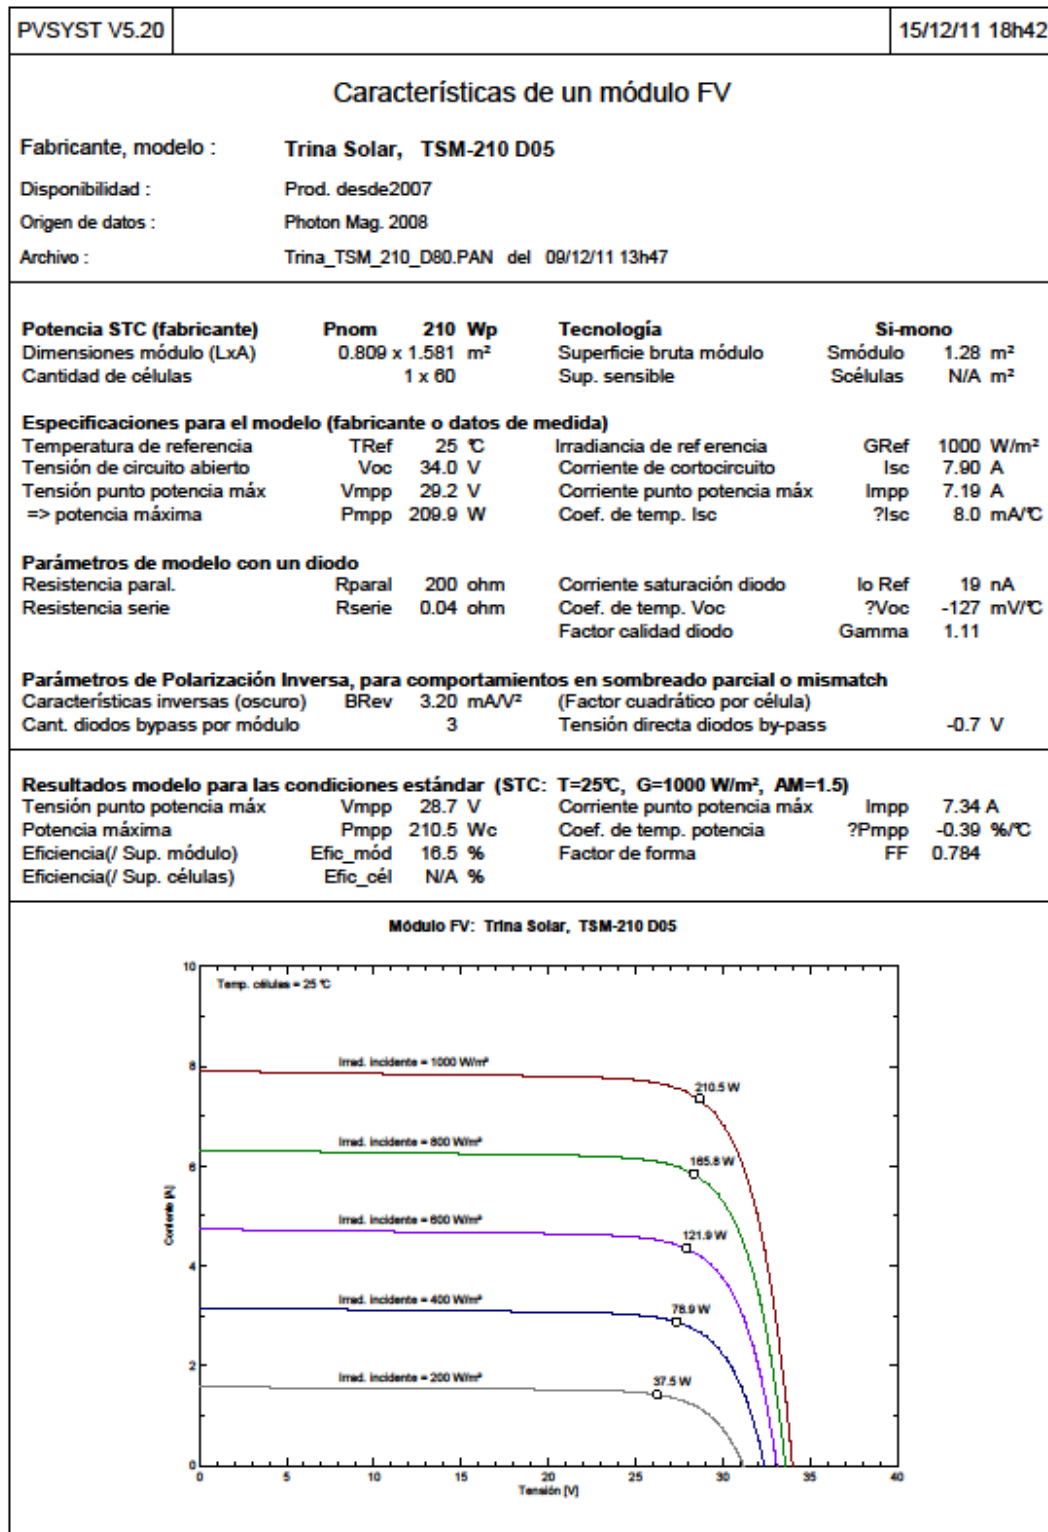 PVSYST V5.20 15/12/11 18h42
Características de un módulo FV
Fabricante, modelo : Trina Solar, TSM-210 D05
Disponibilidad : Prod. desde2007
Origen de datos : Photon Mag. 2008
Archivo : Trina_TSM_210_D80.PAN del 09/12/11 13h47
Potencia STC (fabricante) Pnom 210 Wp Tecnología Si-mono
Dimensiones módulo (LxA) 0.809 x 1.581 m² Superficie bruta módulo Smódulo 1.28 m²
Cantidad de células 1 x 60 Sup. sensible Scélulas N/A m²
Especificaciones para el modelo (fabricante o datos de medida)
Temperatura de referencia TRef 25 °C Irradiancia de ref erencia GRef 1000 W/m²
Tensión de circuito abierto Voc 34.0 V Corriente de cortocircuito Isc 7.90 A
Tensión punto potencia máx Vmpp 29.2 V Corriente punto potencia máx Impp 7.19 A
=> potencia máxima Pmpp 209.9 W Coef. de temp. Isc ?Isc 8.0 mA/°C
Parámetros de modelo con un diodo
Resistencia paral. Rparal 200 ohm Corriente saturación diodo Io Ref 19 nA
Resistencia serie Rserie 0.04 ohm Coef. de temp. Voc ?Voc -127 mV/°C
Factor calidad diodo Gamma 1.11
Parámetros de Polarización Inversa, para comportamientos en sombreado parcial o mismatch
Características inversas (oscuro) BRev 3.20 mA/V² (Factor cuadrático por célula)
Cant. diodos bypass por módulo 3 Tensión directa diodos by-pass -0.7 V
Resultados modelo para las condiciones estándar (STC: T=25°C, G=1000 W/m², AM=1.5)
Tensión punto potencia máx Vmpp 28.7 V Corriente punto potencia máx Impp 7.34 A
Potencia máxima Pmpp 210.5 Wc Coef. de temp. potencia ?Pmpp -0.39 %/°C
Eficiencia(/ Sup. módulo) Efic_mód 16.5 % Factor de forma FF 0.784
Eficiencia(/ Sup. células) Efic_cél N/A %
Módulo FV: Trina Solar, TSM-210 D05
10
Temp. células = 25 °C
Irrad. incidente = 1000 W/m²
8
210.5 W
Irrad. incidente = 800 W/m²
6
165.8 W
Irrad. incidente = 600 W/m²
121.9 W
Corriente [A]
4
Irrad. incidente = 400 W/m²
78.9 W
2
Irrad. incidente = 200 W/m²
37.5 W
0
0 5 10 15 20 25 30 35 40
Tensión [V]